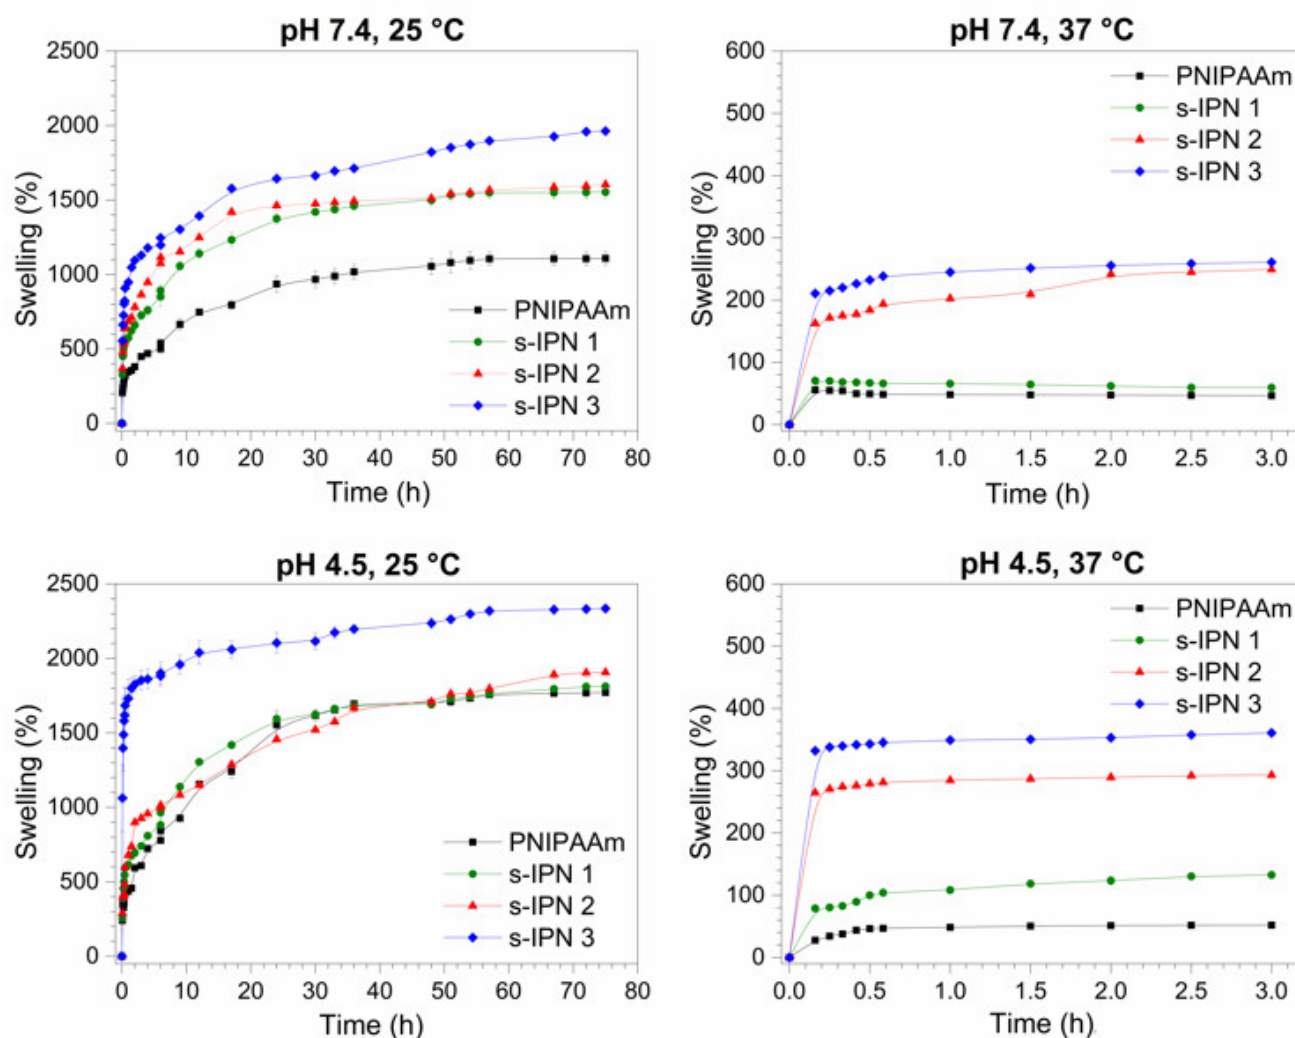 pH 7.4, 25 °C
2500
2000
1500
1000
500
0
Swelling (%)
PNIPAAm
s-IPN 1
s-IPN 2
s-IPN 3
0 10 20 30 40 50 60 70 80
Time (h)
pH 7.4, 37 °C
600
500
400
300
200
100
0
Swelling (%)
PNIPAAm
s-IPN 1
s-IPN 2
s-IPN 3
0.0 0.5 1.0 1.5 2.0 2.5 3.0
Time (h)
pH 4.5, 25 °C
2500
2000
1500
1000
500
0
Swelling (%)
PNIPAAm
s-IPN 1
s-IPN 2
s-IPN 3
0 10 20 30 40 50 60 70 80
Time (h)
pH 4.5, 37 °C
600
500
400
300
200
100
0
Swelling (%)
PNIPAAm
s-IPN 1
s-IPN 2
s-IPN 3
0.0 0.5 1.0 1.5 2.0 2.5 3.0
Time (h)